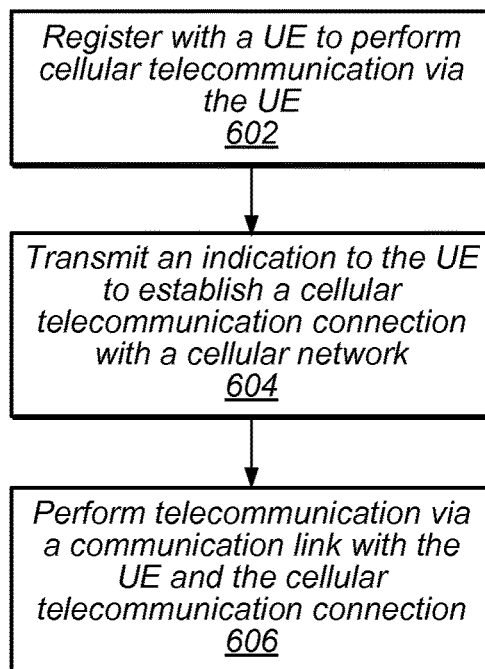 Register with a UE to perform
cellular telecommunication via
the UE
602
Transmit an indication to the UE
to establish a cellular
telecommunication connection
with a cellular network
604
Perform telecommunication via
a communication link with the
UE and the cellular
telecommunication connection
606